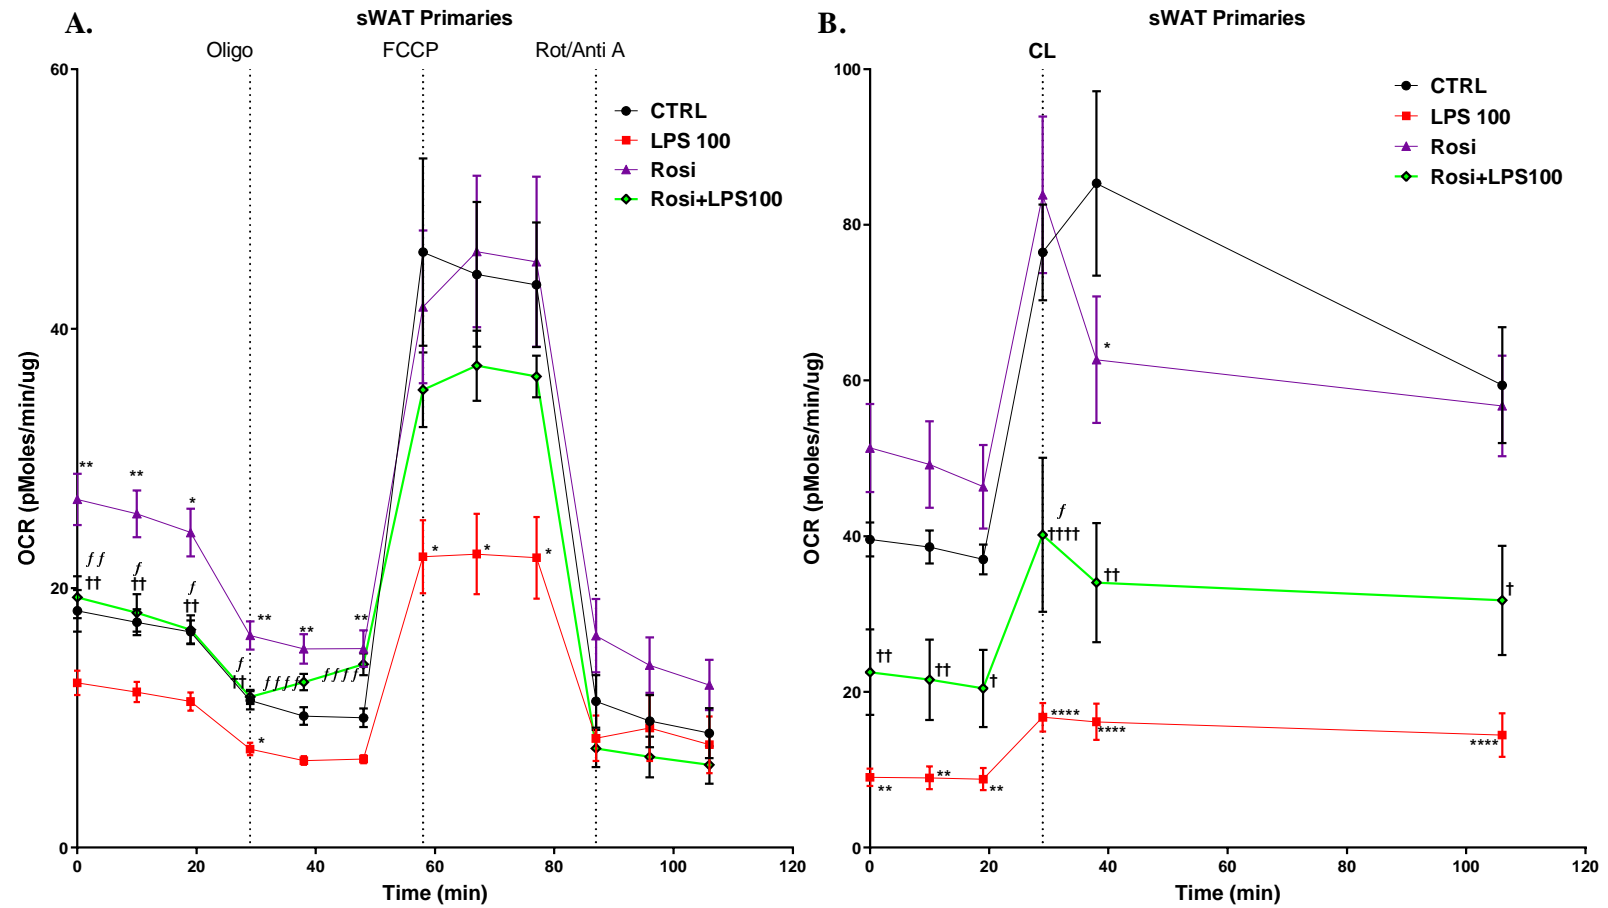 A.
sWAT Primaries
Oligo
FCCP
Rot/Anti A
60
40
20
0
OCR (pMoles/min/ug)
CTRL
LPS 100
Rosi
Rosi+LPS100
**
**
*
ƒƒ
††
ƒ
††
ƒ
††
**
**
**
ƒ
††
ƒƒƒƒ
ƒƒƒƒ
*
*
*
*
0
20
40
60
80
100
120
Time (min)
B.
sWAT Primaries
CL
100
80
60
40
20
0
OCR (pMoles/min/ug)
CTRL
LPS 100
Rosi
Rosi+LPS100
*
ƒ
††††
††
†
††
††
†
****
****
****
**
**
**
0
20
40
60
80
100
120
Time (min)